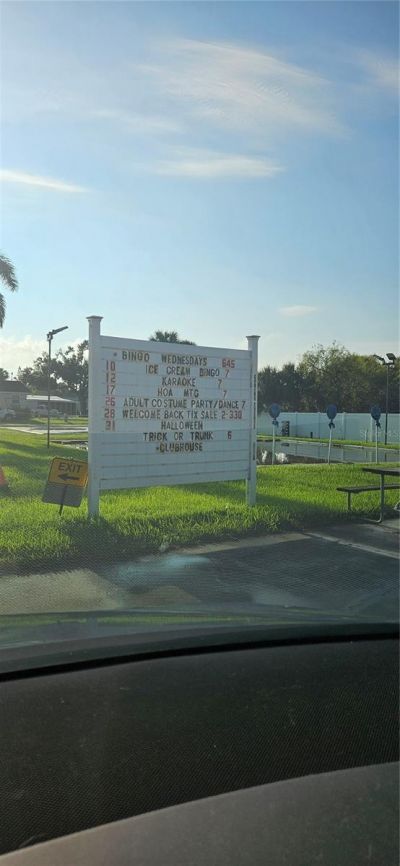 * BINGO WEDNESDAYS 645
10 ICE CREAM BINGO 7
12 KARAOKE 7
17 HOA MTG 7
26 ADULT COSTUME PARTY/DANCE 7
28 WELCOME BACK TIX SALE 2-330
31 HALLOWEEN
TRICK OR TRUNK 6
*CLUBHOUSE
EXIT